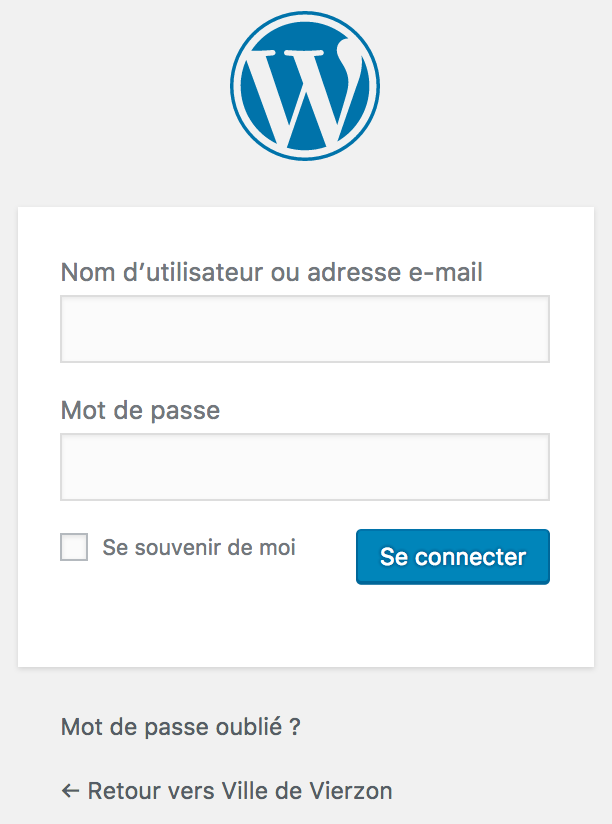 Nom d’utilisateur ou adresse e-mail
Mot de passe
Se souvenir de moi
Se connecter
Mot de passe oublié ?
← Retour vers Ville de Vierzon